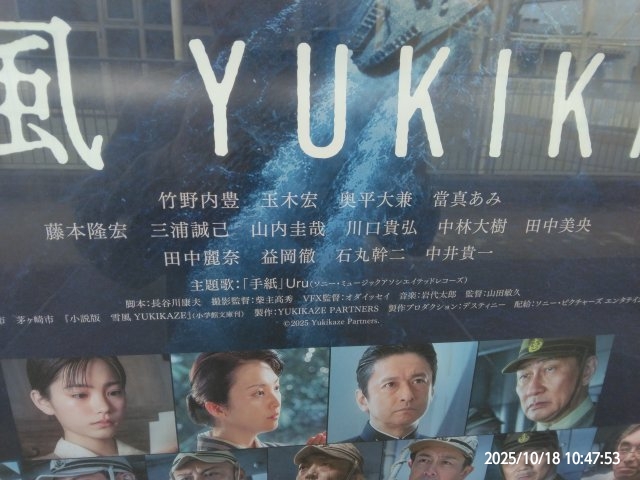 風 YUKIK
竹野内豊 玉木宏 奥平大兼 當真あみ
藤本隆宏 三浦誠己 山内圭哉 川口貴弘 中林大樹 田中美央
田中麗奈 益岡徹 石丸幹二 中井貴一
主題歌：「手紙」Uru（ソニー・ミュージックアソシエイテッドレコーズ）
脚本：長谷川康夫 撮影監督：柴主高秀 VFX監督：オダイッセイ 音楽：岩代太郎 監督：山田敏久
市 茅ヶ崎市 『小説版 雪風 YUKIKAZE』（小学館文庫刊） 製作：YUKIKAZE PARTNERS 製作プロダクション：デスティニー 配給：ソニー・ピクチャーズ エンタテイ
©2025 Yukikaze Partners.
2025/10/18 10:47:53